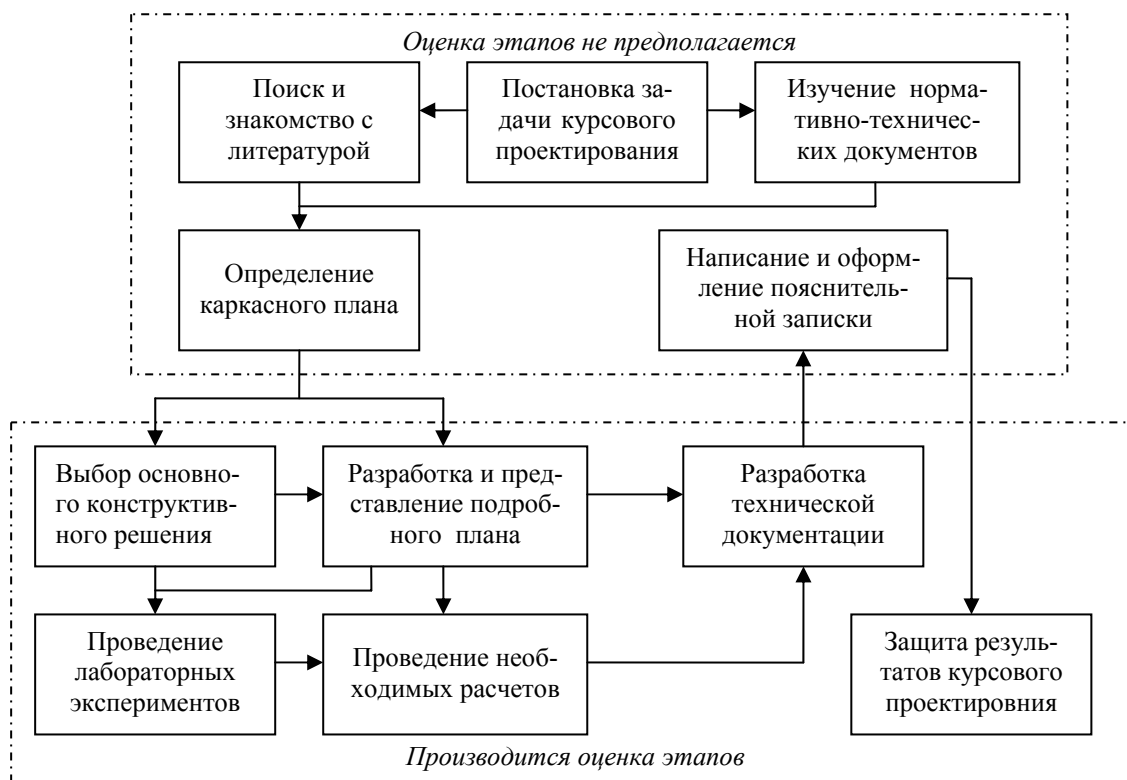 Оценка этапов не предполагается
Поиск и
знакомство с
литературой
Постановка за-
дачи курсового
проектирования
Изучение норма-
тивно-техничес-
ких документов
Определение
каркасного плана
Написание и оформ-
ление пояснитель-
ной записки
Выбор основно-
го конструктив-
ного решения
Разработка и пред-
ставление подроб-
ного плана
Разработка
технической
документации
Проведение
лабораторных
экспериментов
Проведение необ-
ходимых расчетов
Защита резуль-
татов курсового
проектировния
Производится оценка этапов